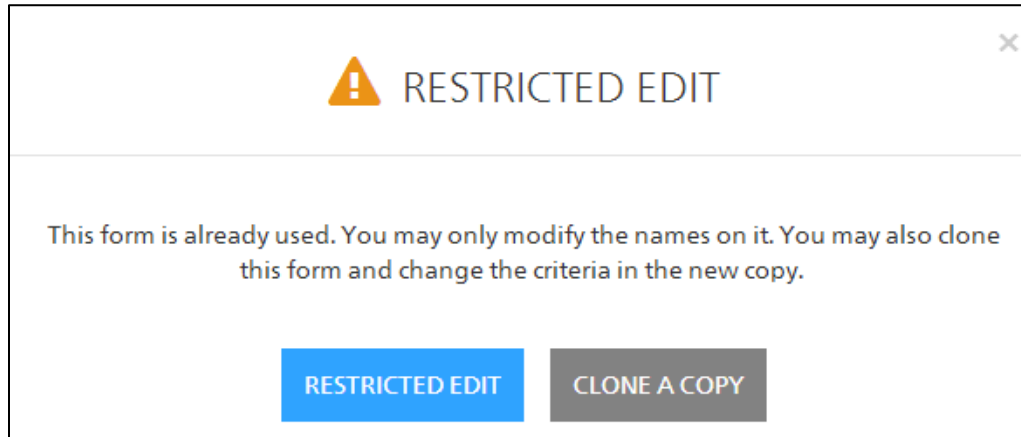 RESTRICTED EDIT
This form is already used. You may only modify the names on it. You may also clone
this form and change the criteria in the new copy.
RESTRICTED EDIT
CLONE A COPY